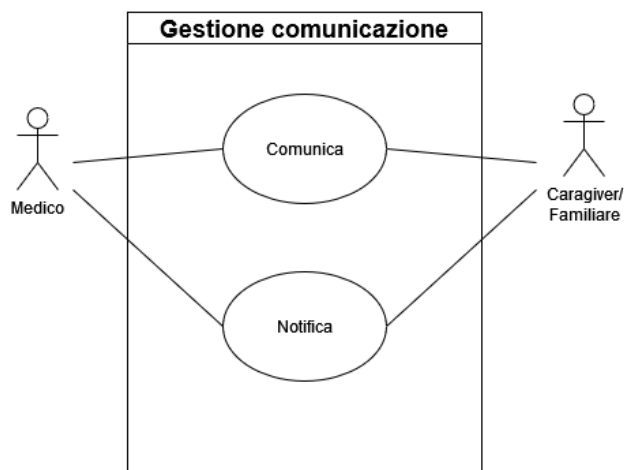 Gestione comunicazione
Comunica
Medico
Caragiver/
Familiare
Notifica